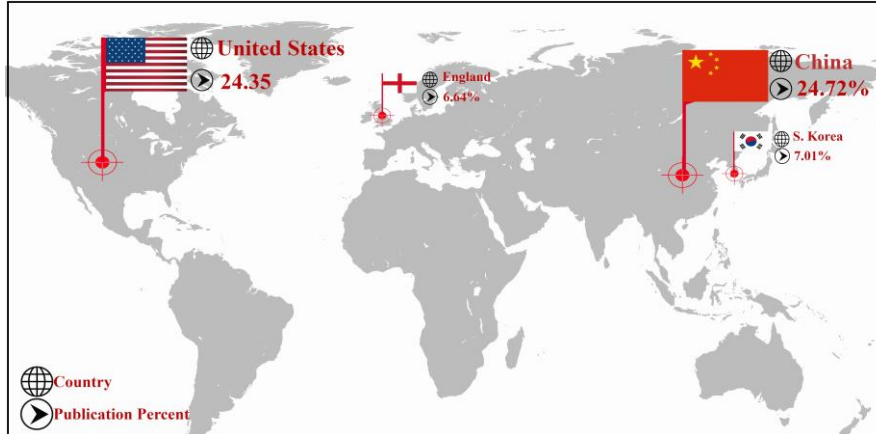 United States
24.35
England
6.64%
China
24.72%
S. Korea
7.01%
Country
Publication Percent